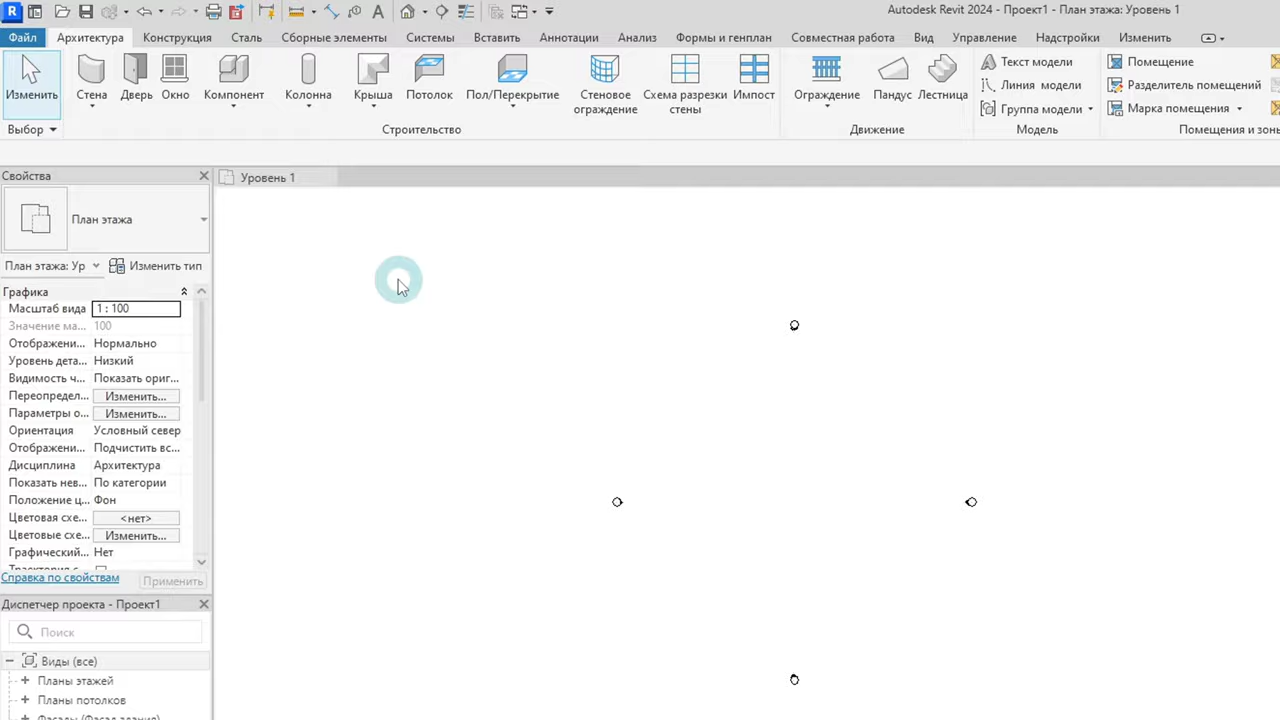 R
A
Autodesk Revit 2024 - Проект1 - План этажа: Уровень 1
Файл Архитектура Конструкция Сталь Сборные элементы Системы Вставить Аннотации Анализ Формы и генплан Совместная работа Вид Управление Надстройки Изменить
Изменить Стена Дверь Окно Компонент Колонна Крыша Потолок Пол/Перекрытие Стеновое ограждение Схема разрезки стены Импост Ограждение Пандус Лестница
Текст модели
Линия модели
Группа модели
Помещение
Разделитель помещений
Марка помещения
Выбор Строительство Движение Модель Помещения и зоны
Свойства
Уровень 1
План этажа
План этажа: Ур Изменить тип
Графика
Масштаб вида 1 : 100
Значение ма... 100
Отображени... Нормально
Уровень дета... Низкий
Видимость ч... Показать ориг...
Переопредел... Изменить...
Параметры о... Изменить...
Ориентация Условный север
Отображени... Подчистить вс...
Дисциплина Архитектура
Показать нев... По категории
Положение ц... Фон
Цветовая схе... <нет>
Цветовые схе... Изменить...
Графический... Нет
Справка по свойствам Применить
Диспетчер проекта - Проект1
Поиск
Виды (все)
Планы этажей
Планы потолков
Фасады (Фасад здания)